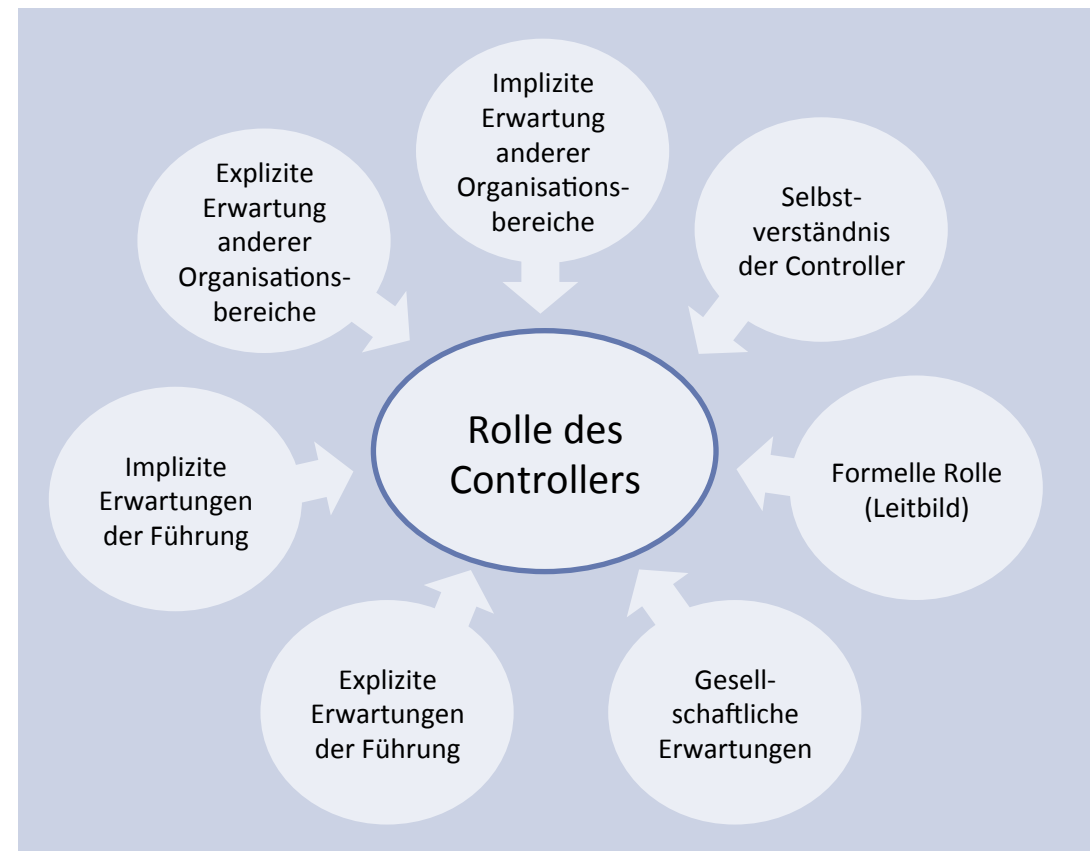 Implizite
Erwartung
anderer
Organisations-
bereiche
Selbst-
verständnis
der Controller
Formelle Rolle
(Leitbild)
Gesell-
schaftliche
Erwartungen
Explizite
Erwartungen
der Führung
Implizite
Erwartungen
der Führung
Explizite
Erwartung
anderer
Organisations-
bereiche
Rolle des
Controllers